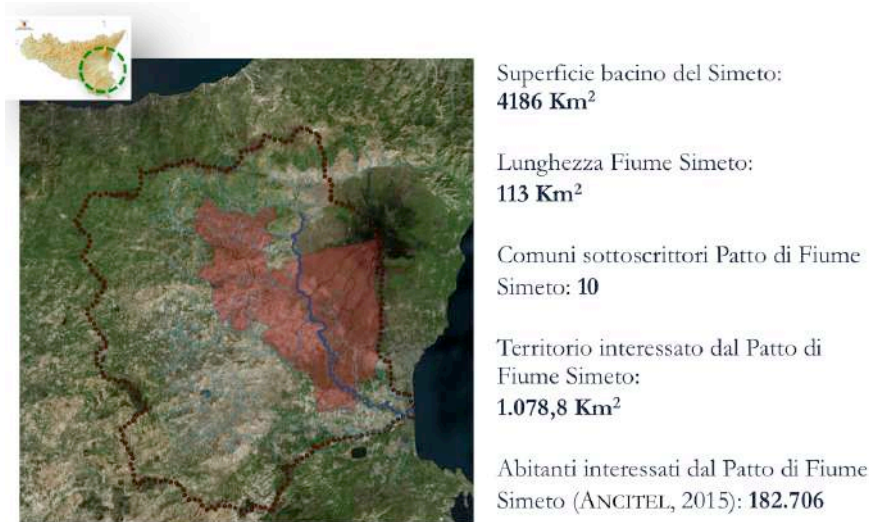 Superficie bacino del Simeto:
4186 Km²
Lunghezza Fiume Simeto:
113 Km²
Comuni sottoscrittori Patto di Fiume
Simeto: 10
Territorio interessato dal Patto di
Fiume Simeto:
1.078,8 Km²
Abitanti interessati dal Patto di Fiume
Simeto (ANCITEL, 2015): 182.706